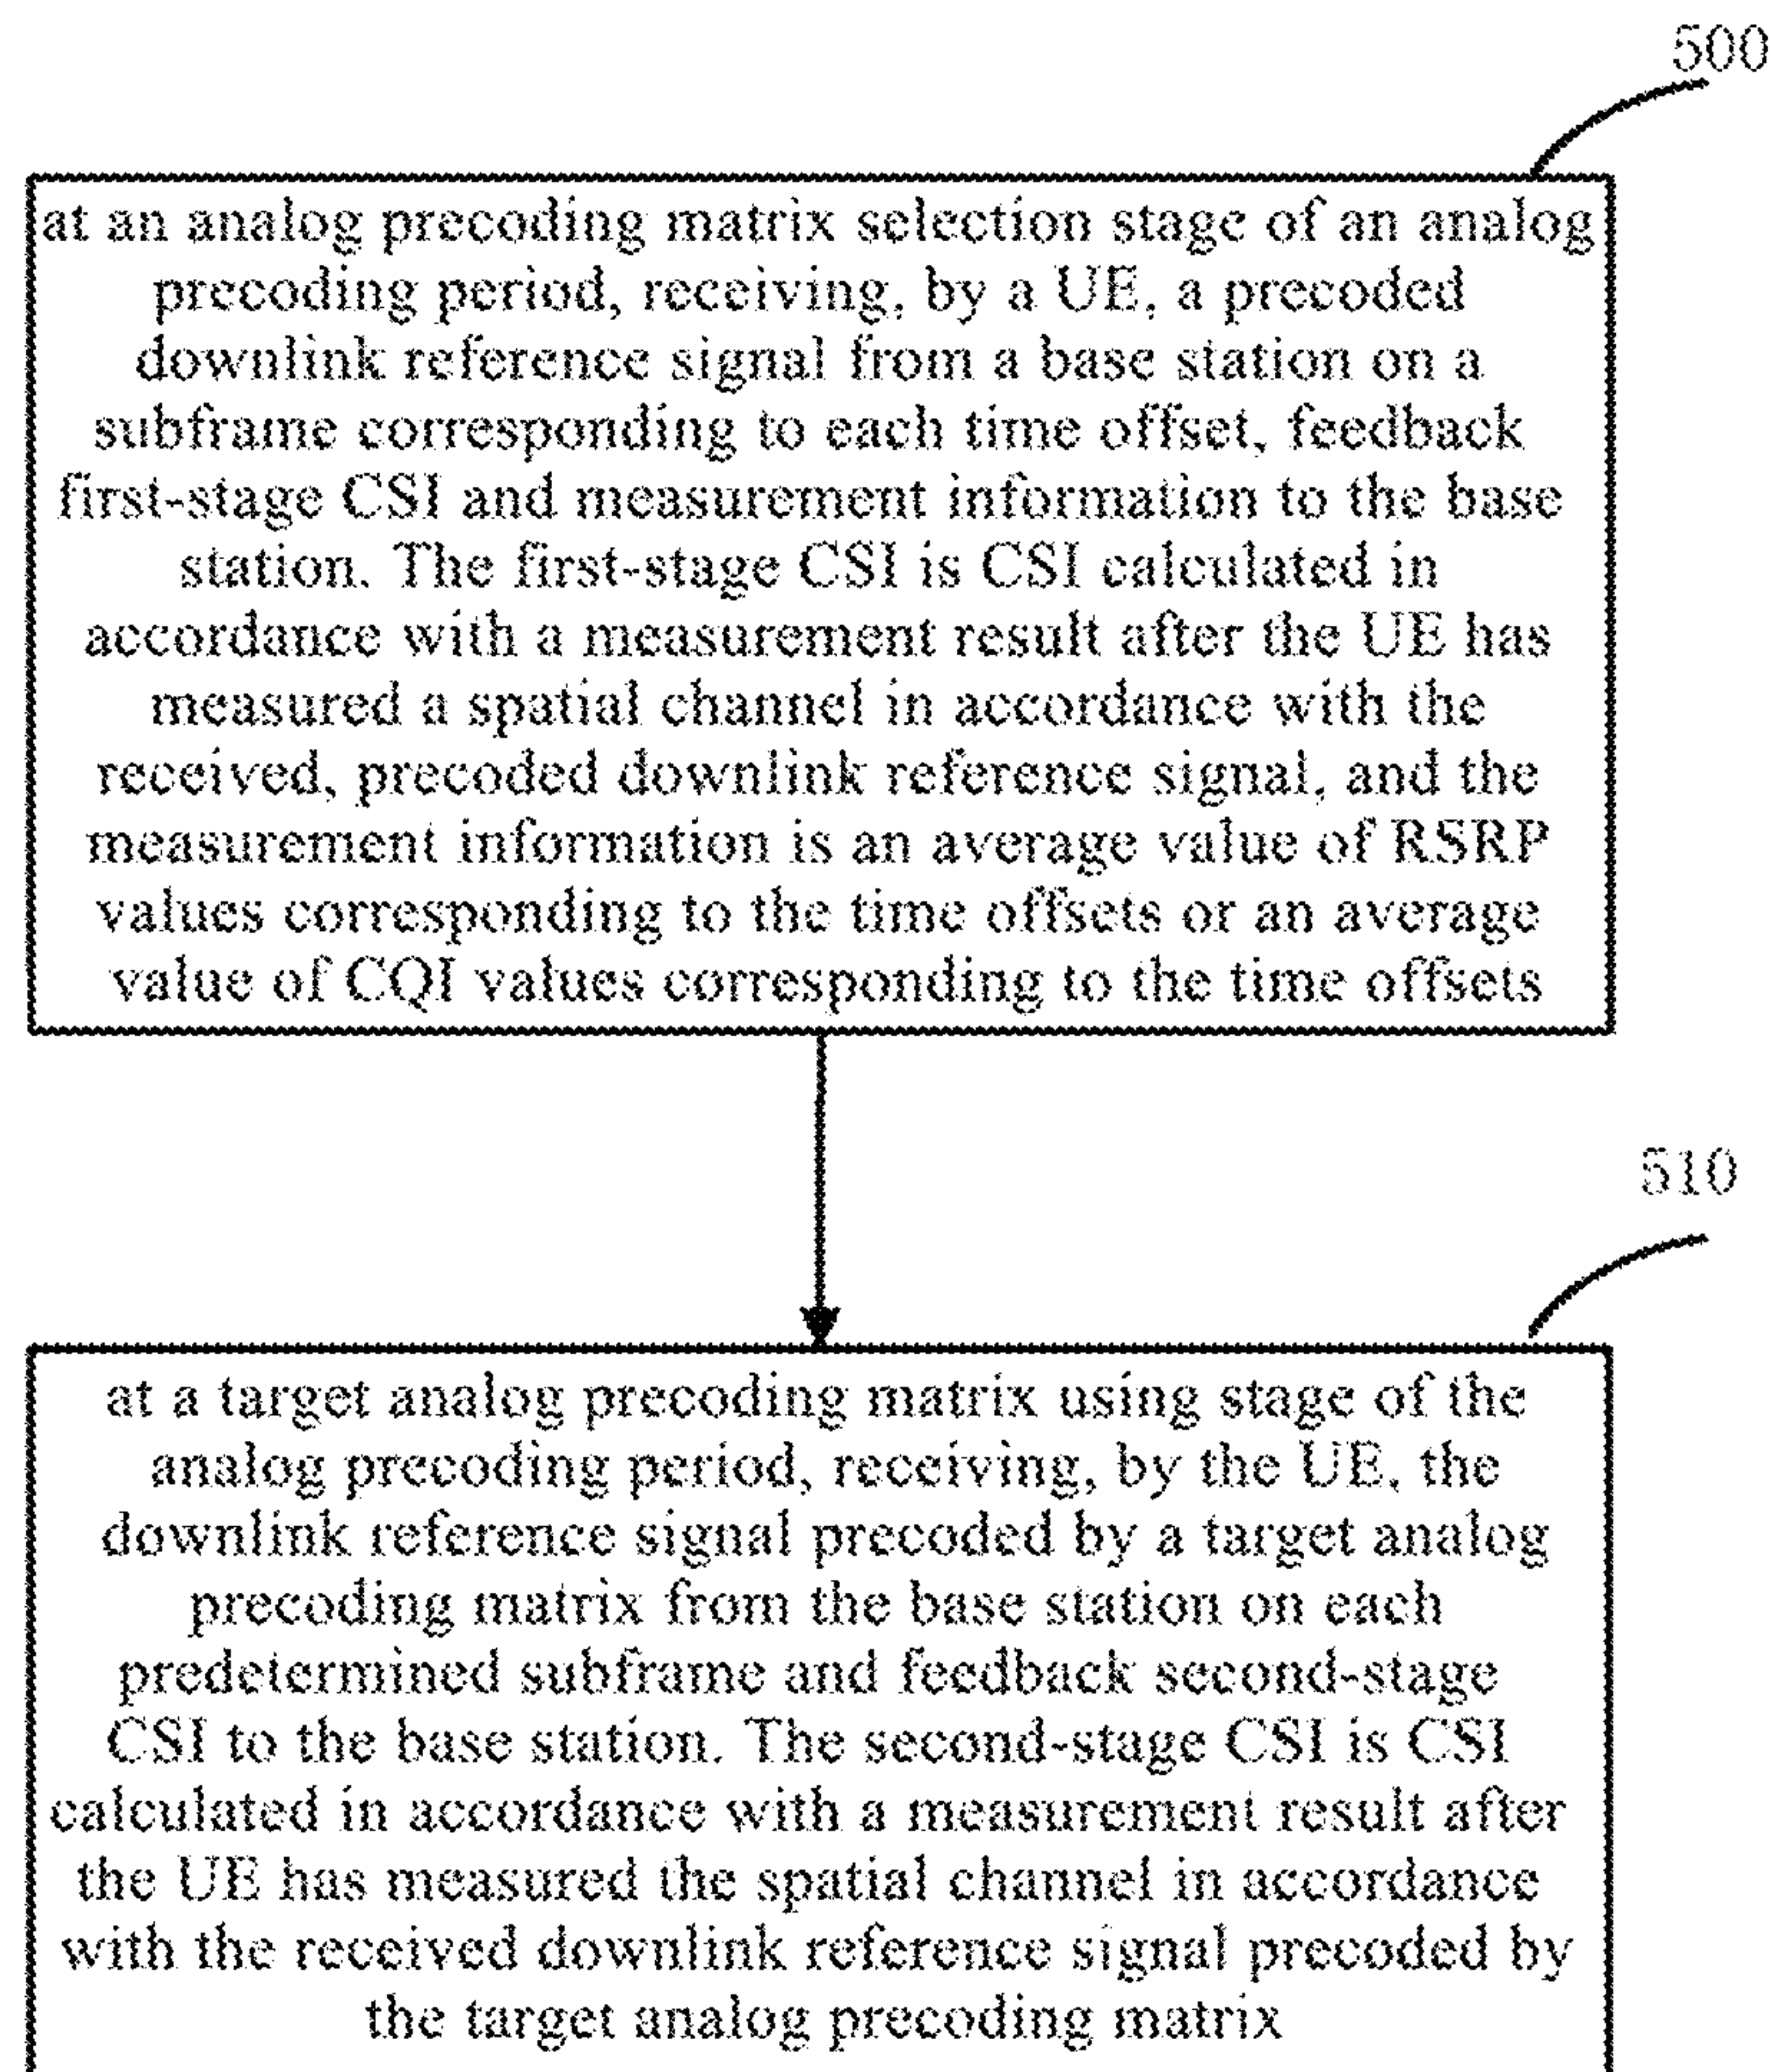 500
at an analog precoding matrix selection stage of an analog
precoding period, receiving, by a UE, a precoded
downlink reference signal from a base station on a
subframe corresponding to each time offset, feedback
first-stage CSI and measurement information to the base
station. The first-stage CSI is CSI calculated in
accordance with a measurement result after the UE has
measured a spatial channel in accordance with the
received, precoded downlink reference signal, and the
measurement information is an average value of RSRP
values corresponding to the time offsets or an average
value of CQI values corresponding to the time offsets
510
at a target analog precoding matrix using stage of the
analog precoding period, receiving, by the UE, the
downlink reference signal precoded by a target analog
precoding matrix from the base station on each
predetermined subframe and feedback second-stage
CSI to the base station. The second-stage CSI is CSI
calculated in accordance with a measurement result after
the UE has measured the spatial channel in accordance
with the received downlink reference signal precoded by
the target analog precoding matrix